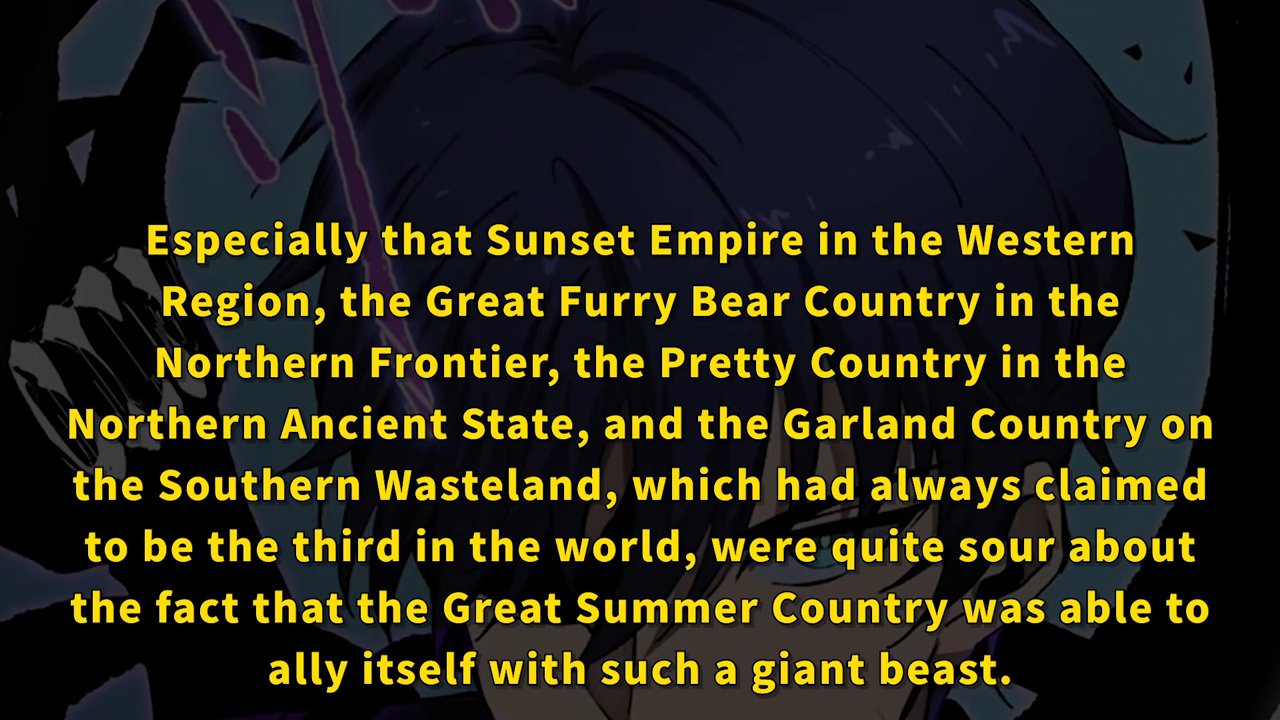 Especially that Sunset Empire in the Western
Region, the Great Furry Bear Country in the
Northern Frontier, the Pretty Country in the
Northern Ancient State, and the Garland Country on
the Southern Wasteland, which had always claimed
to be the third in the world, were quite sour about
the fact that the Great Summer Country was able to
ally itself with such a giant beast.